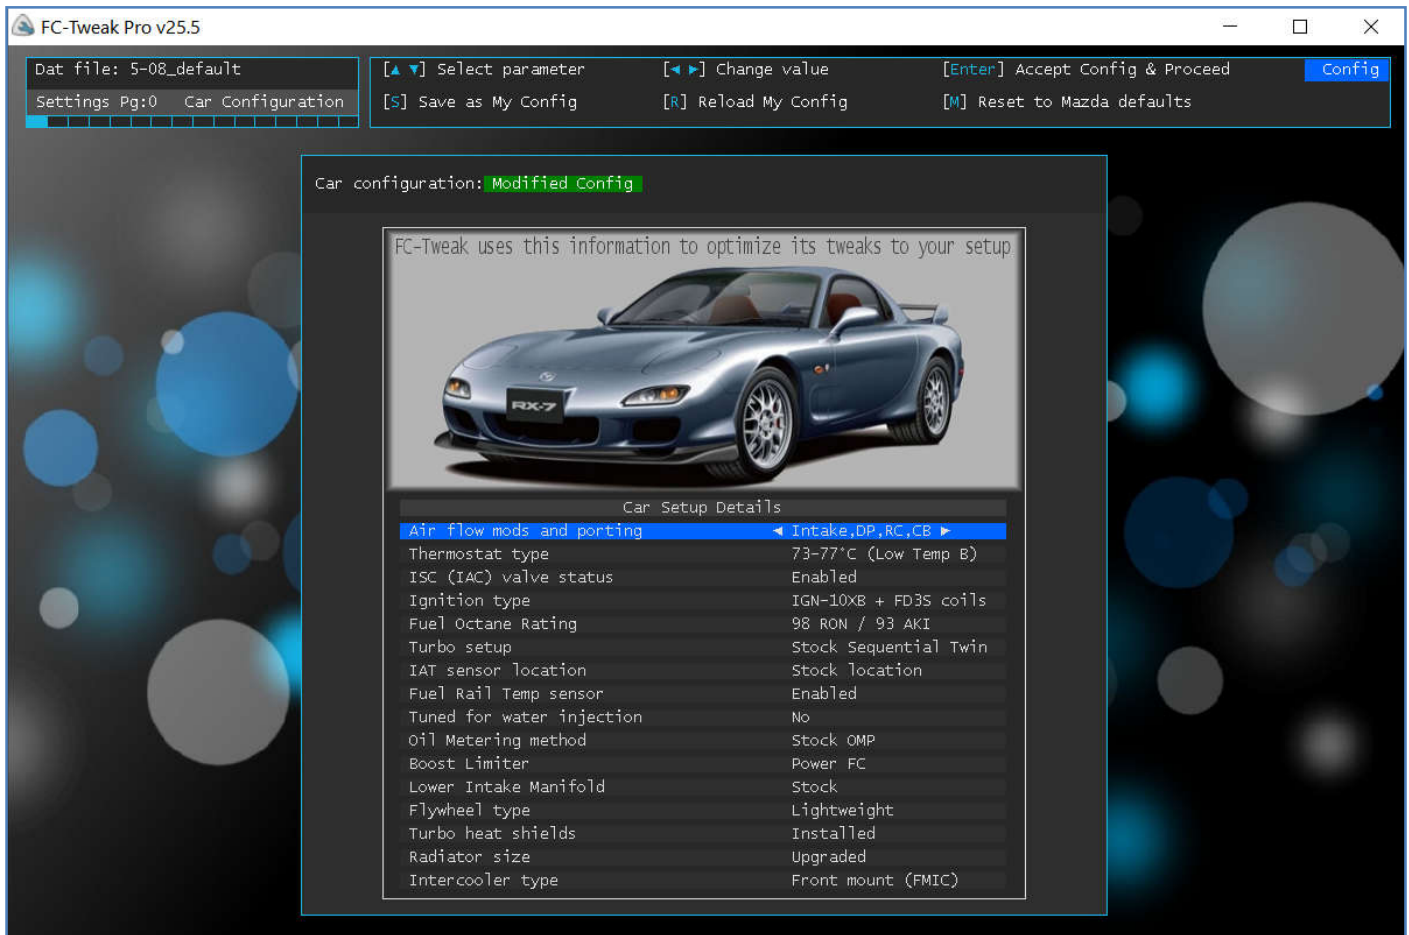 FC-Tweak Pro v25.5
Dat file: 5-08_default
Settings Pg:0 Car Configuration
[▲ ▼] Select parameter [◄ ►] Change value [Enter] Accept Config & Proceed Config
[S] Save as My Config [R] Reload My Config [M] Reset to Mazda defaults
Car configuration: Modified Config
FC-Tweak uses this information to optimize its tweaks to your setup
RX-7
Car Setup Details
Air flow mods and porting ◄ Intake,DP,RC,CB ►
Thermostat type 73-77°C (Low Temp B)
ISC (IAC) valve status Enabled
Ignition type IGN-10XB + FD3S coils
Fuel Octane Rating 98 RON / 93 AKI
Turbo setup Stock Sequential Twin
IAT sensor location Stock location
Fuel Rail Temp sensor Enabled
Tuned for water injection No
Oil Metering method Stock OMP
Boost Limiter Power FC
Lower Intake Manifold Stock
Flywheel type Lightweight
Turbo heat shields Installed
Radiator size Upgraded
Intercooler type Front mount (FMIC)